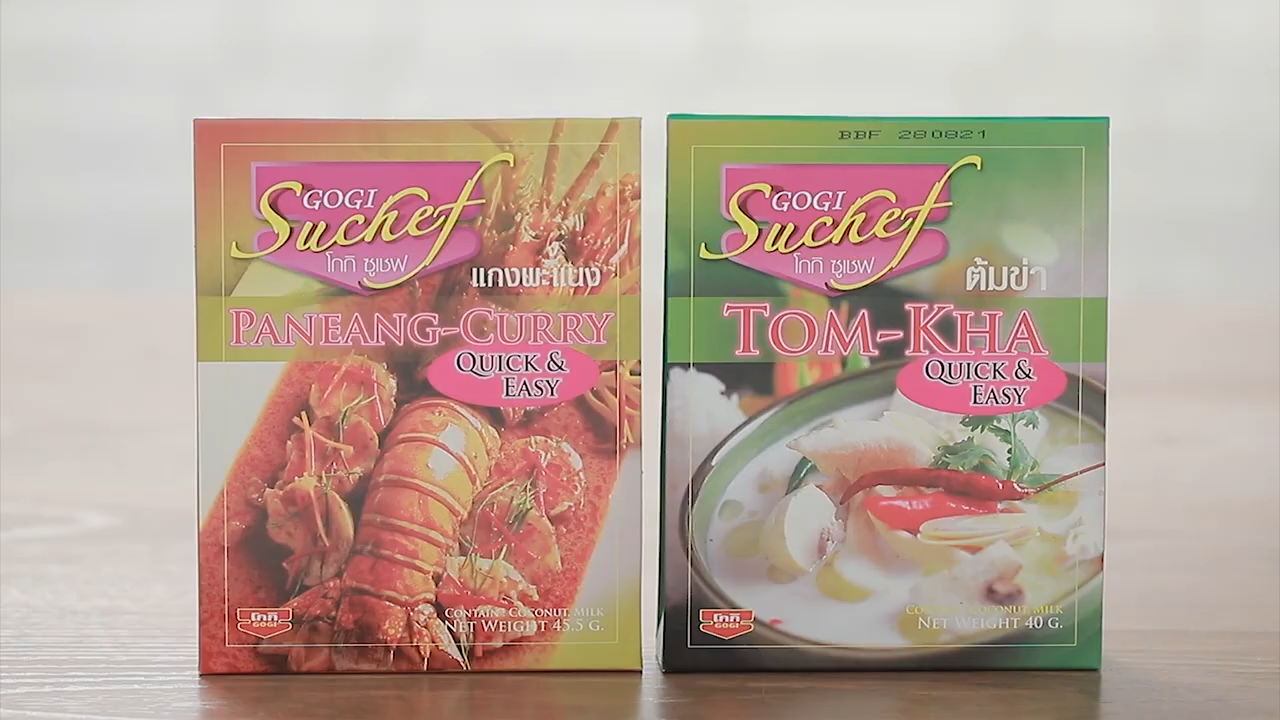 GOGI
Suchef
โกกิ ซูเชฟ
แกงพะแนง
PANEANG-CURRY
QUICK &
EASY
CONTAINS COCONUT MILK
NET WEIGHT 45.5 G.
โกกิ
GOGI
BBF 280821
GOGI
Suchef
โกกิ ซูเชฟ
ต้มข่า
TOM-KHA
QUICK &
EASY
CONTAINS COCONUT MILK
NET WEIGHT 40 G.
โกกิ
GOGI